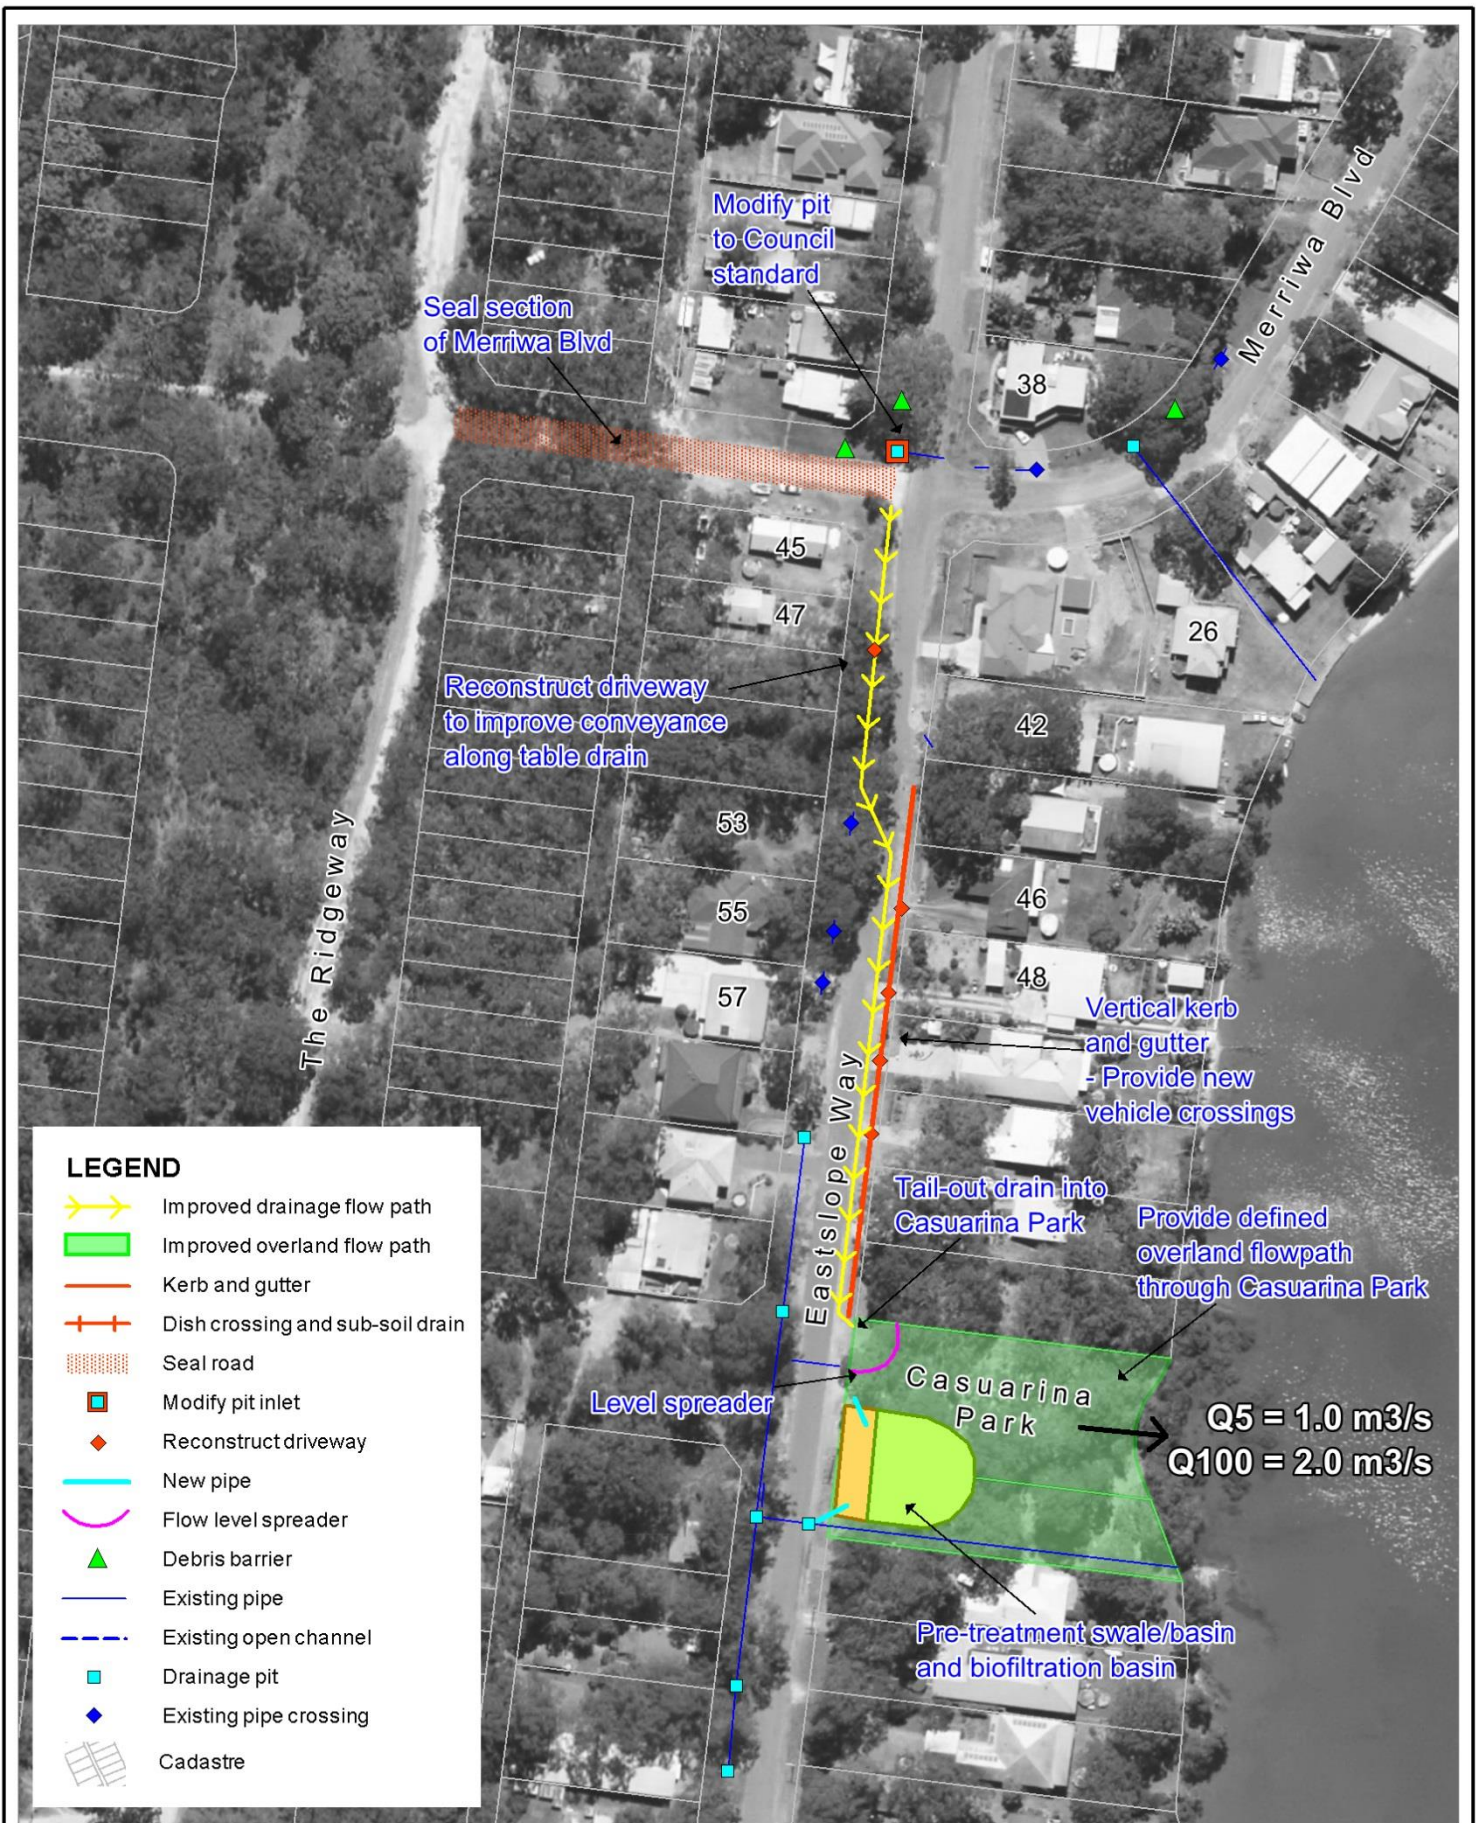 Modify pit
to Council
standard
Merriwa Blvd
Seal section
of Merriwa Blvd
38
45
47
26
Reconstruct driveway
to improve conveyance
along table drain
42
53
The Ridgeway
46
55
48
57
Vertical kerb
and gutter
- Provide new
vehicle crossings
Eastslope Way
Tail-out drain into
Casuarina Park
Provide defined
overland flowpath
through Casuarina Park
Level spreader
Casuarina
Park
Q5 = 1.0 m3/s
Q100 = 2.0 m3/s
Pre-treatment swale/basin
and biofiltration basin
LEGEND
Improved drainage flow path
Improved overland flow path
Kerb and gutter
Dish crossing and sub-soil drain
Seal road
Modify pit inlet
Reconstruct driveway
New pipe
Flow level spreader
Debris barrier
Existing pipe
Existing open channel
Drainage pit
Existing pipe crossing
Cadastre